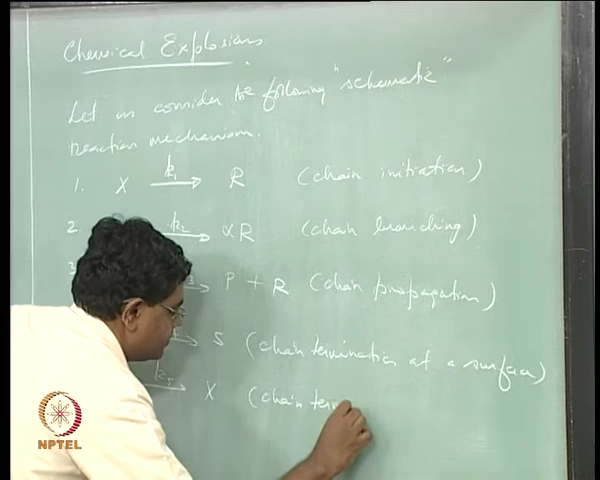 Chemical Explosions
Let us consider the following "schematic"
reaction mechanism.
1. X k₁ → R (chain initiation)
2 k₂ → αR (chain branching)
3 → P + R (chain propagation)
→ S (chain termination at a surface)
k₅ → X (chain term
NPTEL